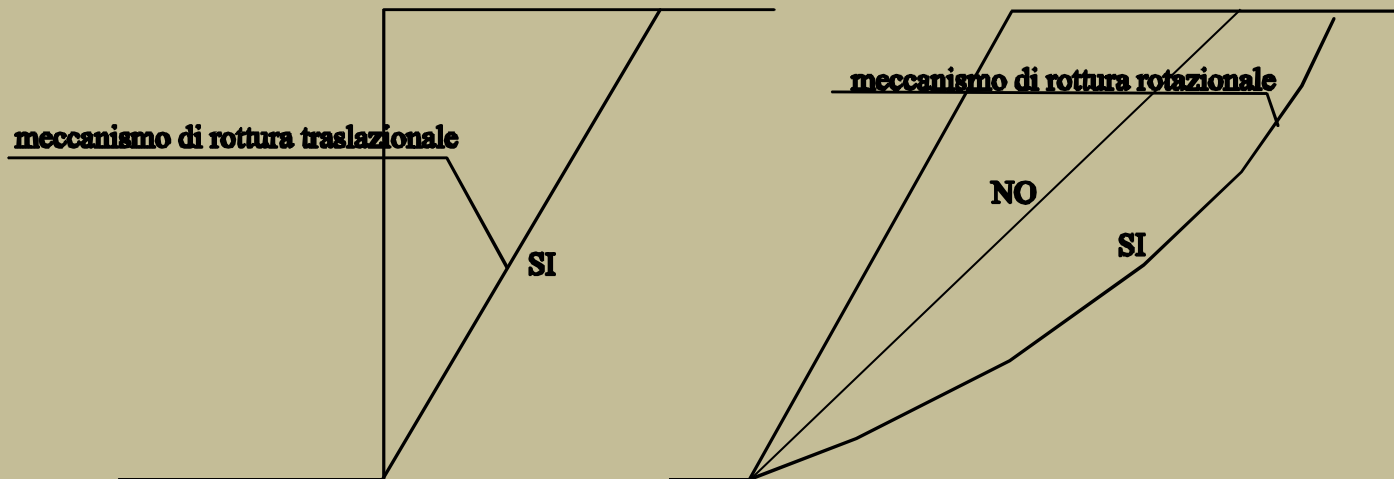 meccanismo di rottura traslazionale
SI
meccanismo di rottura rotazionale
NO
SI